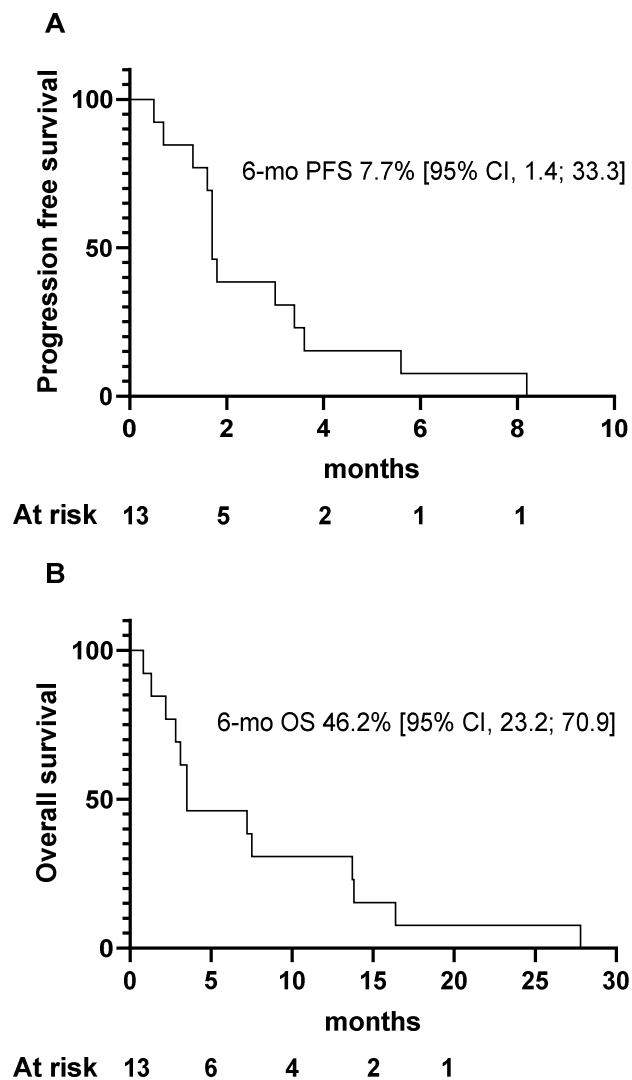 A
Progression free survival
100
50
0
6-mo PFS 7.7% [95% CI, 1.4; 33.3]
0 2 4 6 8 10
months
At risk 13 5 2 1 1
B
Overall survival
100
50
0
6-mo OS 46.2% [95% CI, 23.2; 70.9]
0 5 10 15 20 25 30
months
At risk 13 6 4 2 1